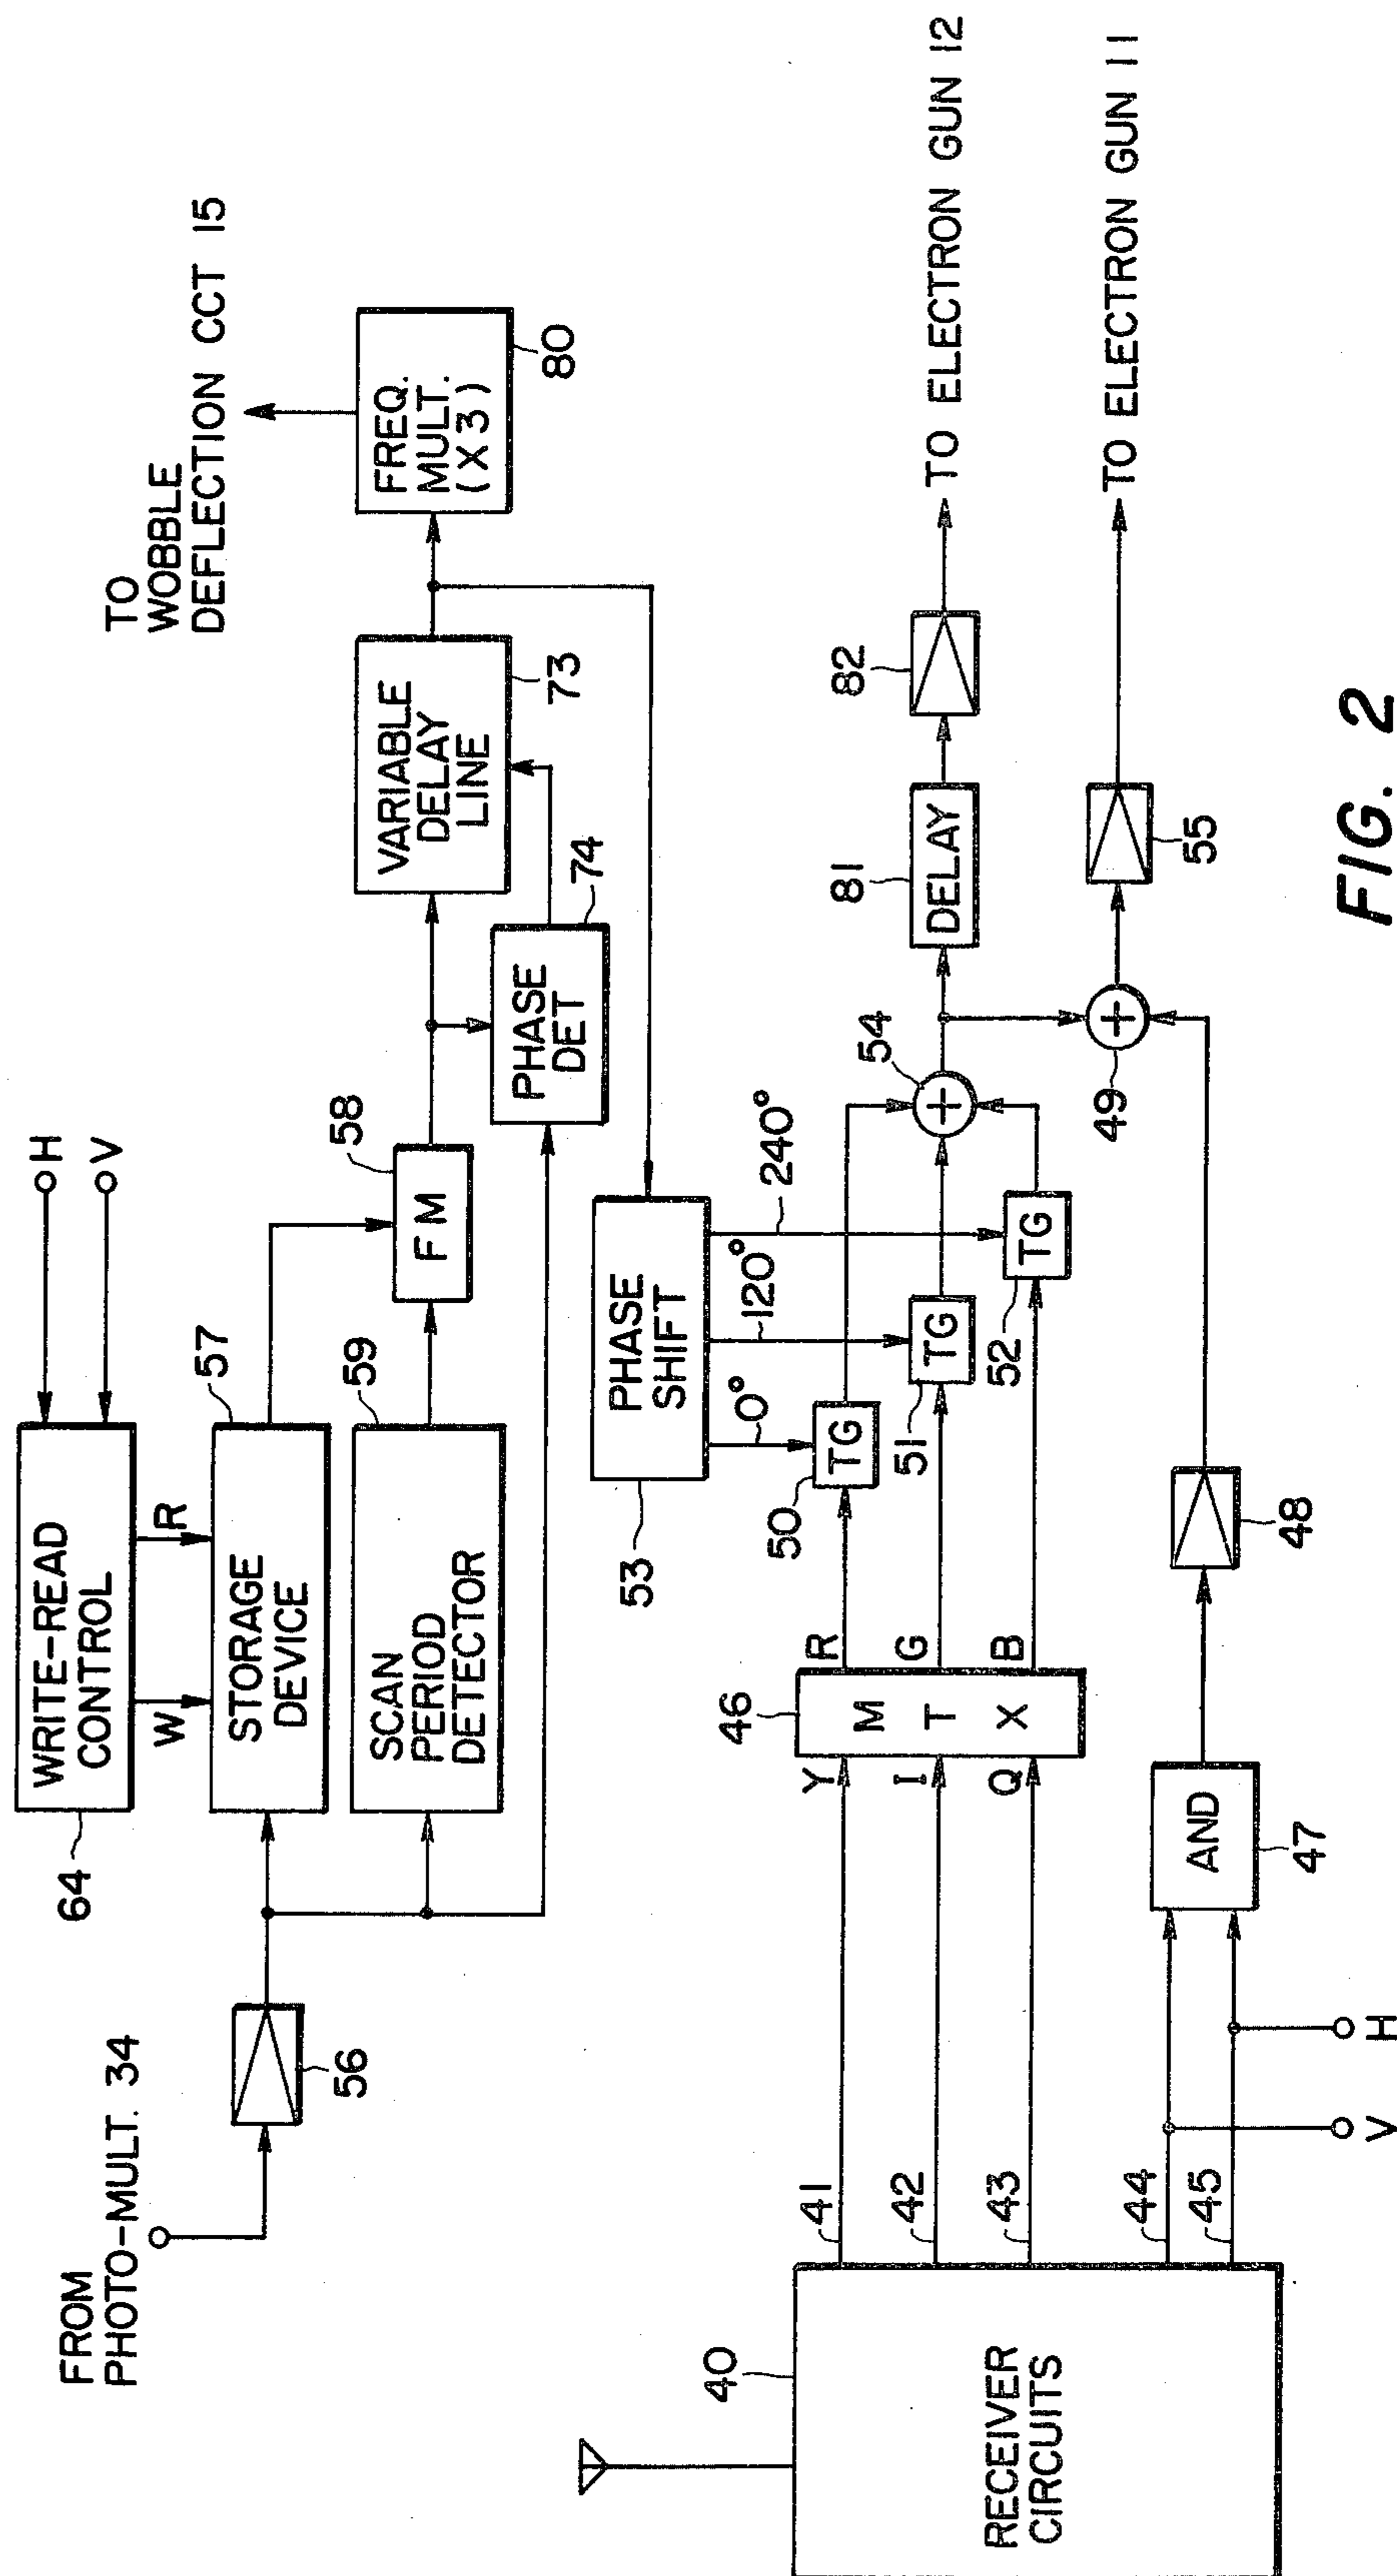 FROM
PHOTO-MULT. 34
56
64
WRITE-READ
CONTROL
H
V
W
R
STORAGE
DEVICE
57
SCAN
PERIOD
DETECTOR
59
FM
58
PHASE
DET
74
VARIABLE
DELAY
LINE
73
FREQ.
MULT.
(X3)
80
TO
WOBBLE
DEFLECTION CCT 15
PHASE
SHIFT
53
0°
120°
240°
40
RECEIVER
CIRCUITS
41
42
43
44
45
V
H
Y
I
Q
46
M
T
X
R
G
B
50
TG
51
TG
52
TG
54
+
49
+
81
DELAY
82
TO ELECTRON GUN 12
AND
47
48
55
TO ELECTRON GUN 11
FIG. 2